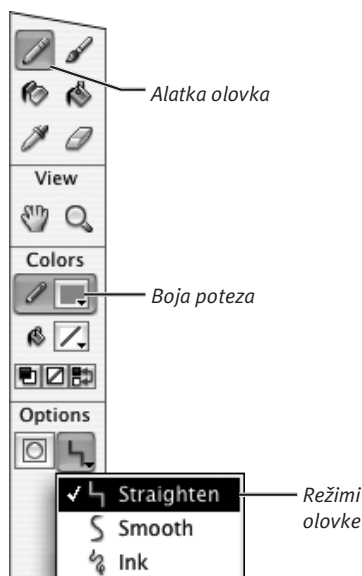 Alatka olovka
View
Colors
Boja poteza
Options
Straighten
Režimi
olovke
Smooth
Ink